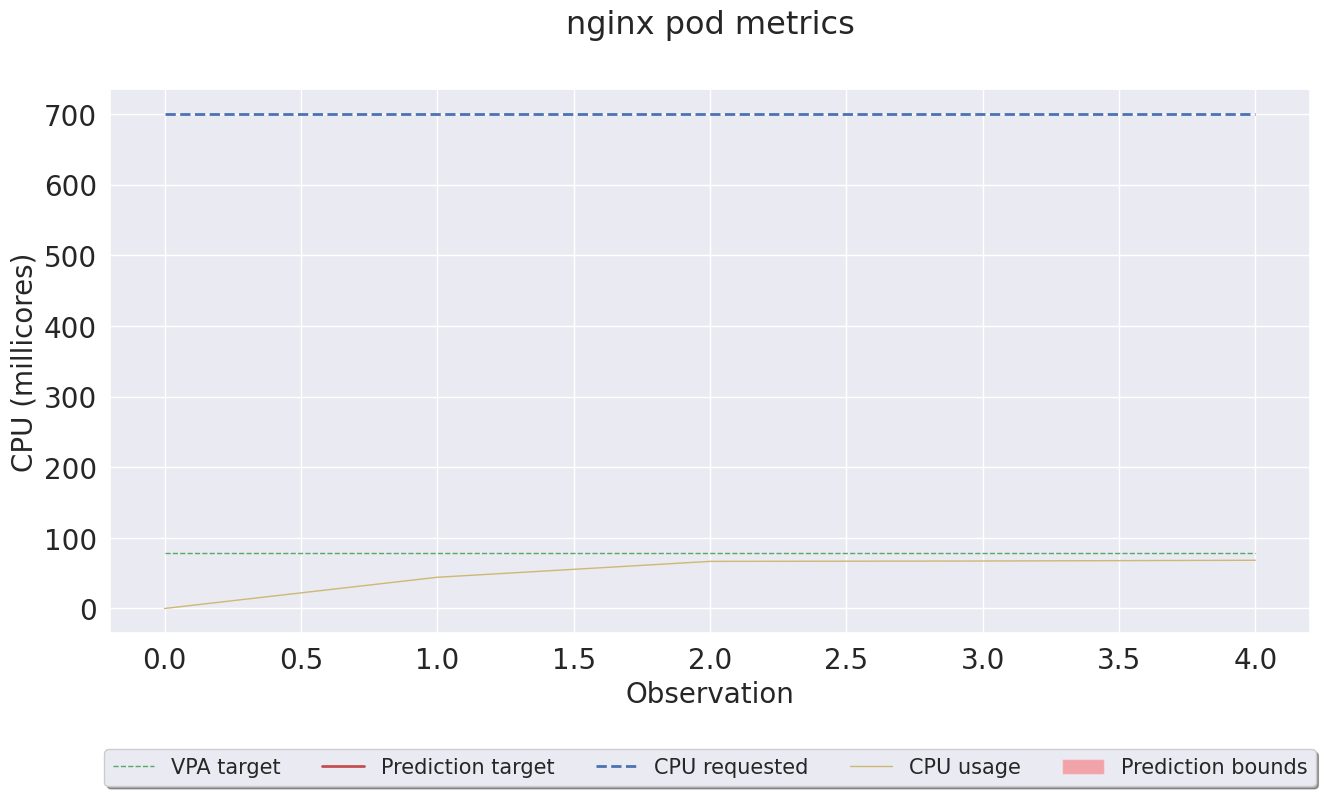 nginx pod metrics
700
600
500
400
300
200
100
0
CPU (millicores)
0.0 0.5 1.0 1.5 2.0 2.5 3.0 3.5 4.0
Observation
VPA target Prediction target CPU requested CPU usage Prediction bounds